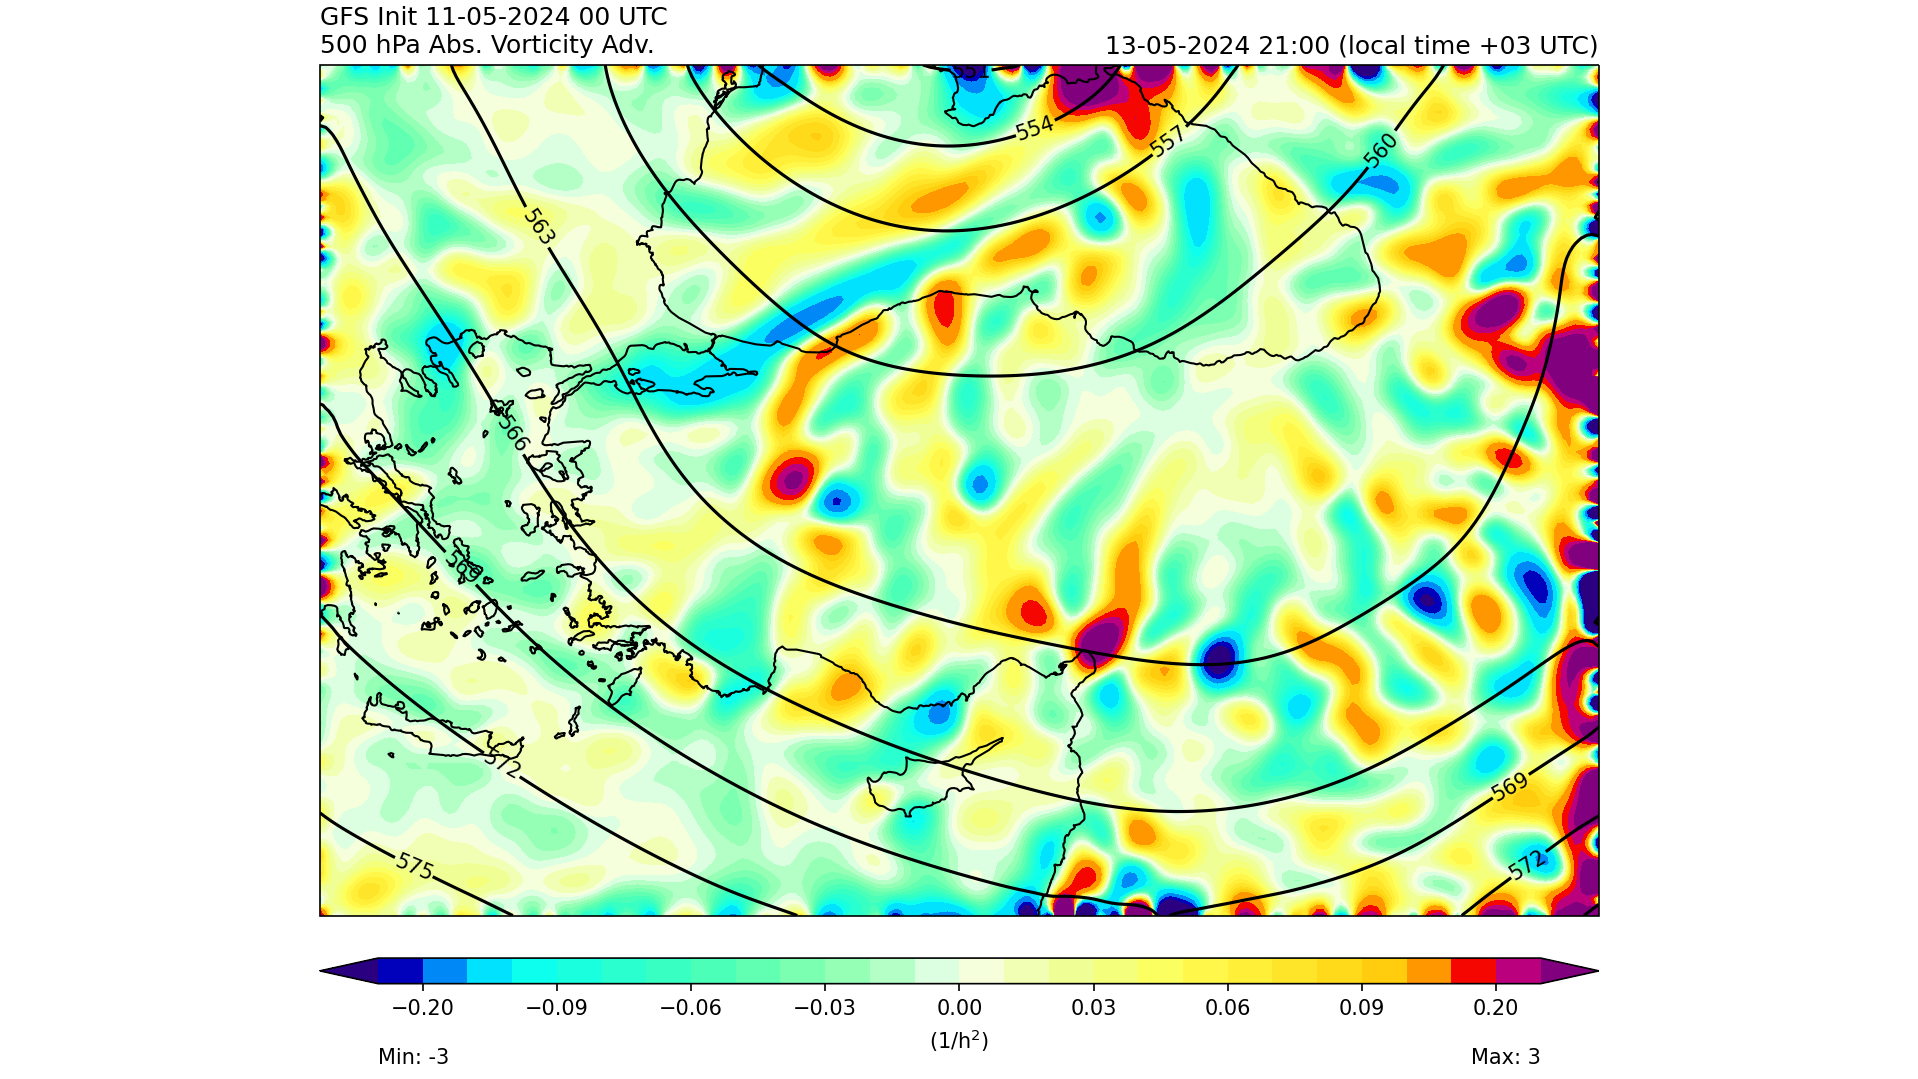 GFS Init 11-05-2024 00 UTC
500 hPa Abs. Vorticity Adv.
13-05-2024 21:00 (local time +03 UTC)
551
554
557
560
563
566
569
569
572
572
575
−0.20 −0.09 −0.06 −0.03 0.00 0.03 0.06 0.09 0.20
(1/h²)
Min: -3
Max: 3